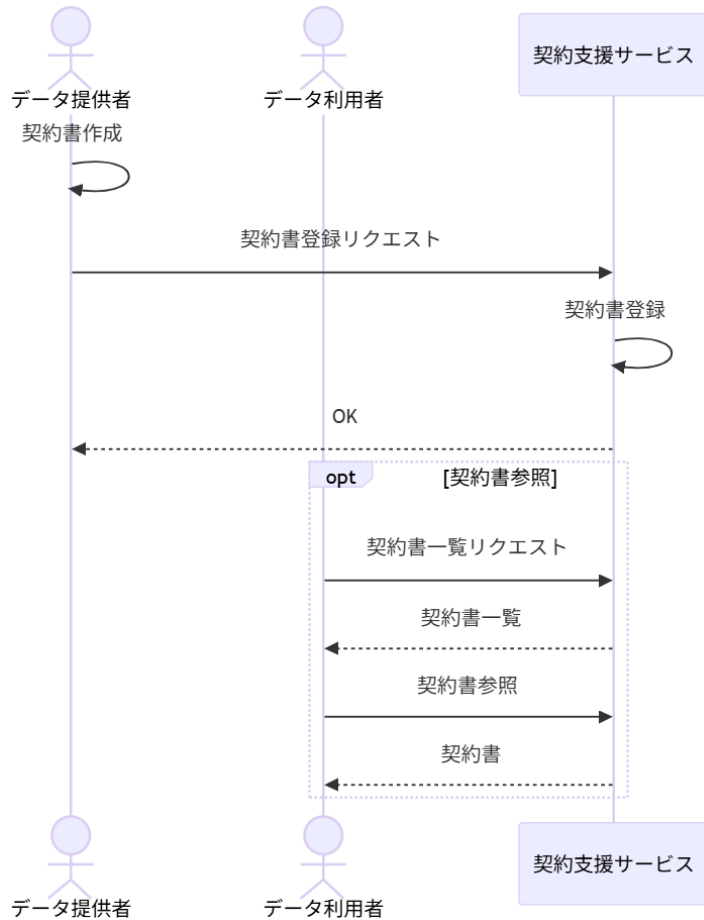 データ提供者
データ利用者
契約支援サービス
契約書作成
契約書登録リクエスト
契約書登録
OK
opt
[契約書参照]
契約書一覧リクエスト
契約書一覧
契約書参照
契約書
データ提供者
データ利用者
契約支援サービス